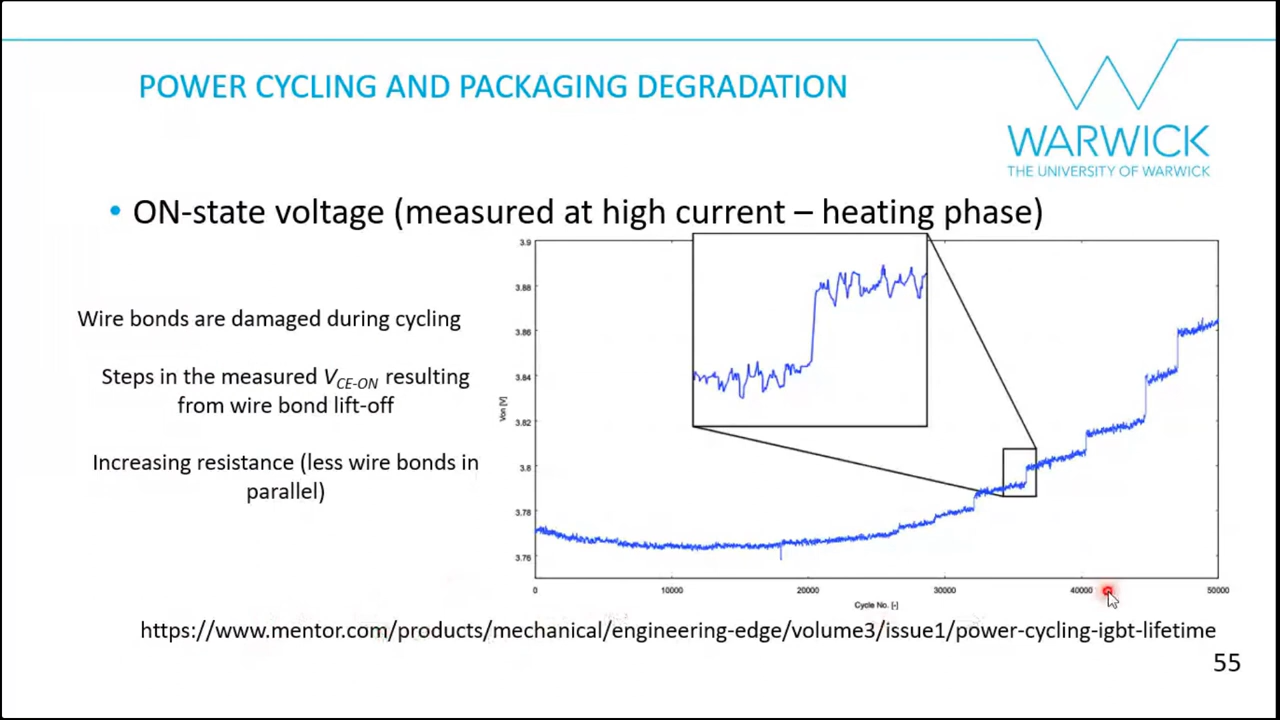 POWER CYCLING AND PACKAGING DEGRADATION
WARWICK
THE UNIVERSITY OF WARWICK
• ON-state voltage (measured at high current – heating phase)
Wire bonds are damaged during cycling
Steps in the measured VCE-ON resulting
from wire bond lift-off
Increasing resistance (less wire bonds in
parallel)
3.9
3.88
3.86
3.84
3.82
3.8
3.78
3.76
Von [V]
0 10000 20000 30000 40000 50000
Cycle No. [-]
https://www.mentor.com/products/mechanical/engineering-edge/volume3/issue1/power-cycling-igbt-lifetime
55